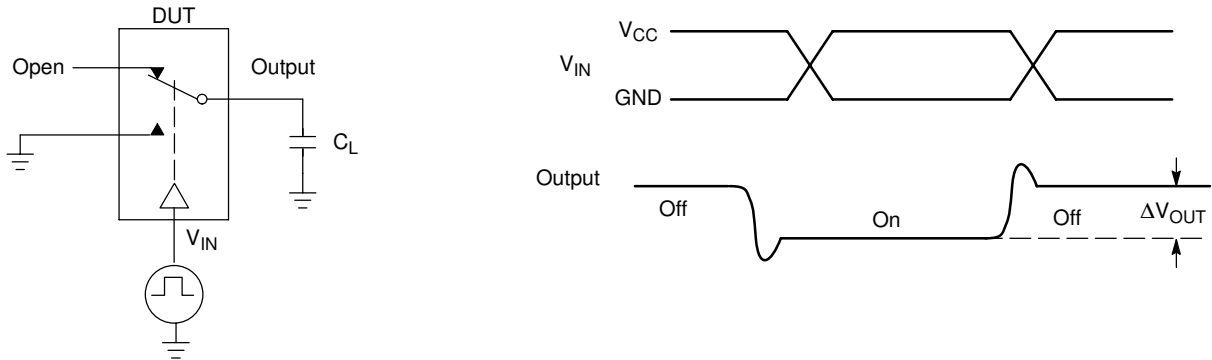 DUT
Open
Output
C_L
V_IN
V_CC
V_IN
GND
Output
Off
On
Off
ΔV_OUT